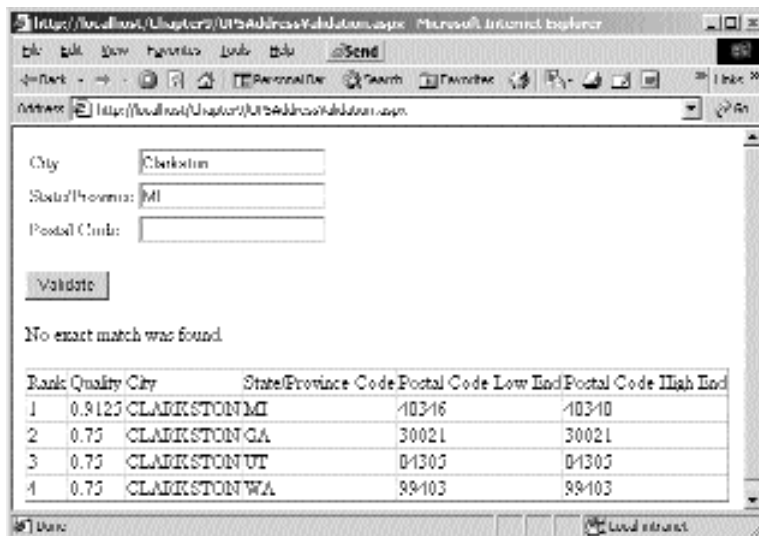 http://localhost/Chapter9/UPSAddressValidation.aspx - Microsoft Internet Explorer
File Edit View Favorites Tools Help Send
Back Personal Bar Search Favorites Links
Address http://localhost/Chapter9/UPSAddressValidation.aspx Go
City Clarkston
State/Province MI
Postal Code
Validate
No exact match was found.
Rank Quality City State/Province Code Postal Code Low End Postal Code High End
1 0.9125 CLARKSTON MI
2 0.75 CLARKSTON GA 30021 30021
3 0.75 CLARKSTON UT 84305 84305
4 0.75 CLARKSTON WA 99403 99403
Done Local intranet